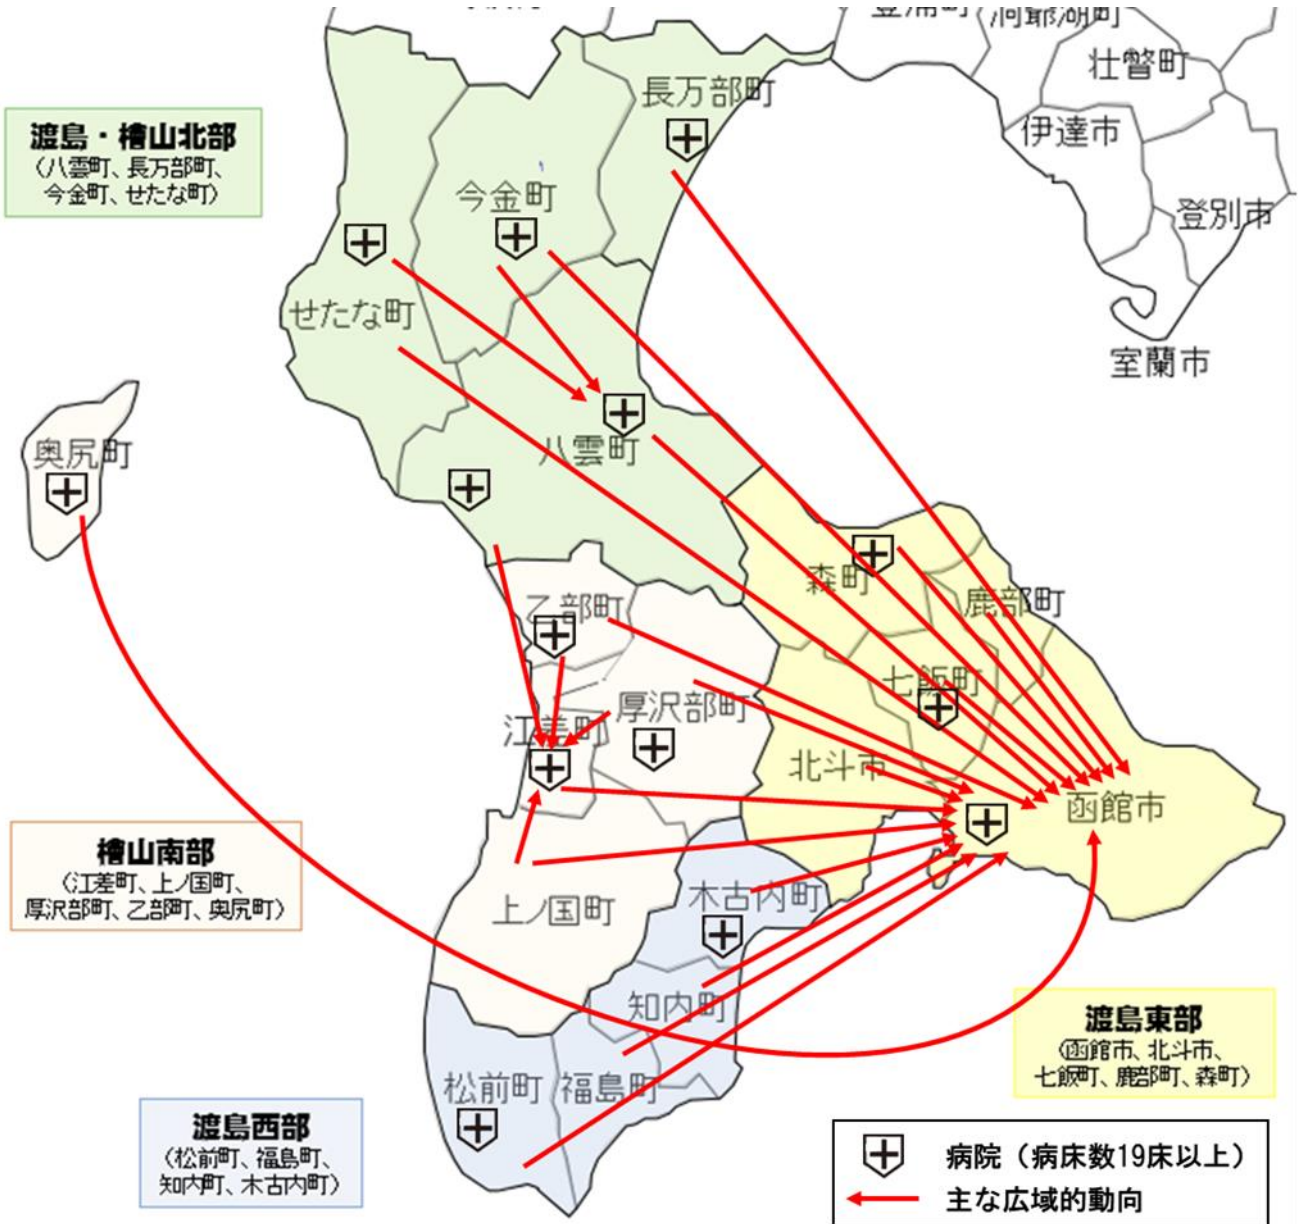 登浦町
洞爺湖町
壮瞥町
長万部町
伊達市
渡島・檜山北部
(八雲町、長万部町、
今金町、せたな町)
今金町
登別市
せたな町
室蘭市
奥尻町
八雲町
森町
鹿部町
乙部町
七飯町
厚沢部町
江差町
北斗市
函館市
檜山南部
(江差町、上ノ国町、
厚沢部町、乙部町、奥尻町)
上ノ国町
木古内町
知内町
渡島東部
(函館市、北斗市、
七飯町、鹿部町、森町)
松前町
福島町
渡島西部
(松前町、福島町、
知内町、木古内町)
病院（病床数19床以上）
主な広域的動向